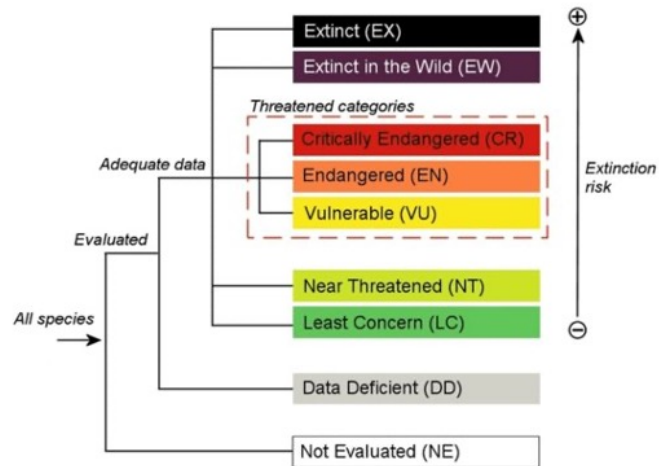 Extinct (EX)
Extinct in the Wild (EW)
Threatened categories
Critically Endangered (CR)
Adequate data
Endangered (EN)
Extinction
risk
Vulnerable (VU)
Evaluated
Near Threatened (NT)
All species
Least Concern (LC)
Data Deficient (DD)
Not Evaluated (NE)